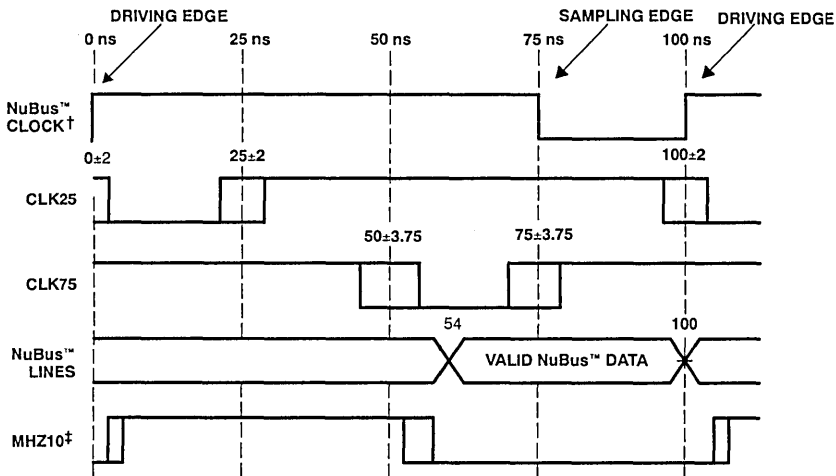 DRIVING EDGE
SAMPLING EDGE
DRIVING EDGE
0 ns
25 ns
50 ns
75 ns
100 ns
NuBus™
CLOCK†
0±2
25±2
100±2
CLK25
50±3.75
75±3.75
CLK75
54
100
NuBus™
LINES
VALID NuBus™ DATA
MHZ10‡